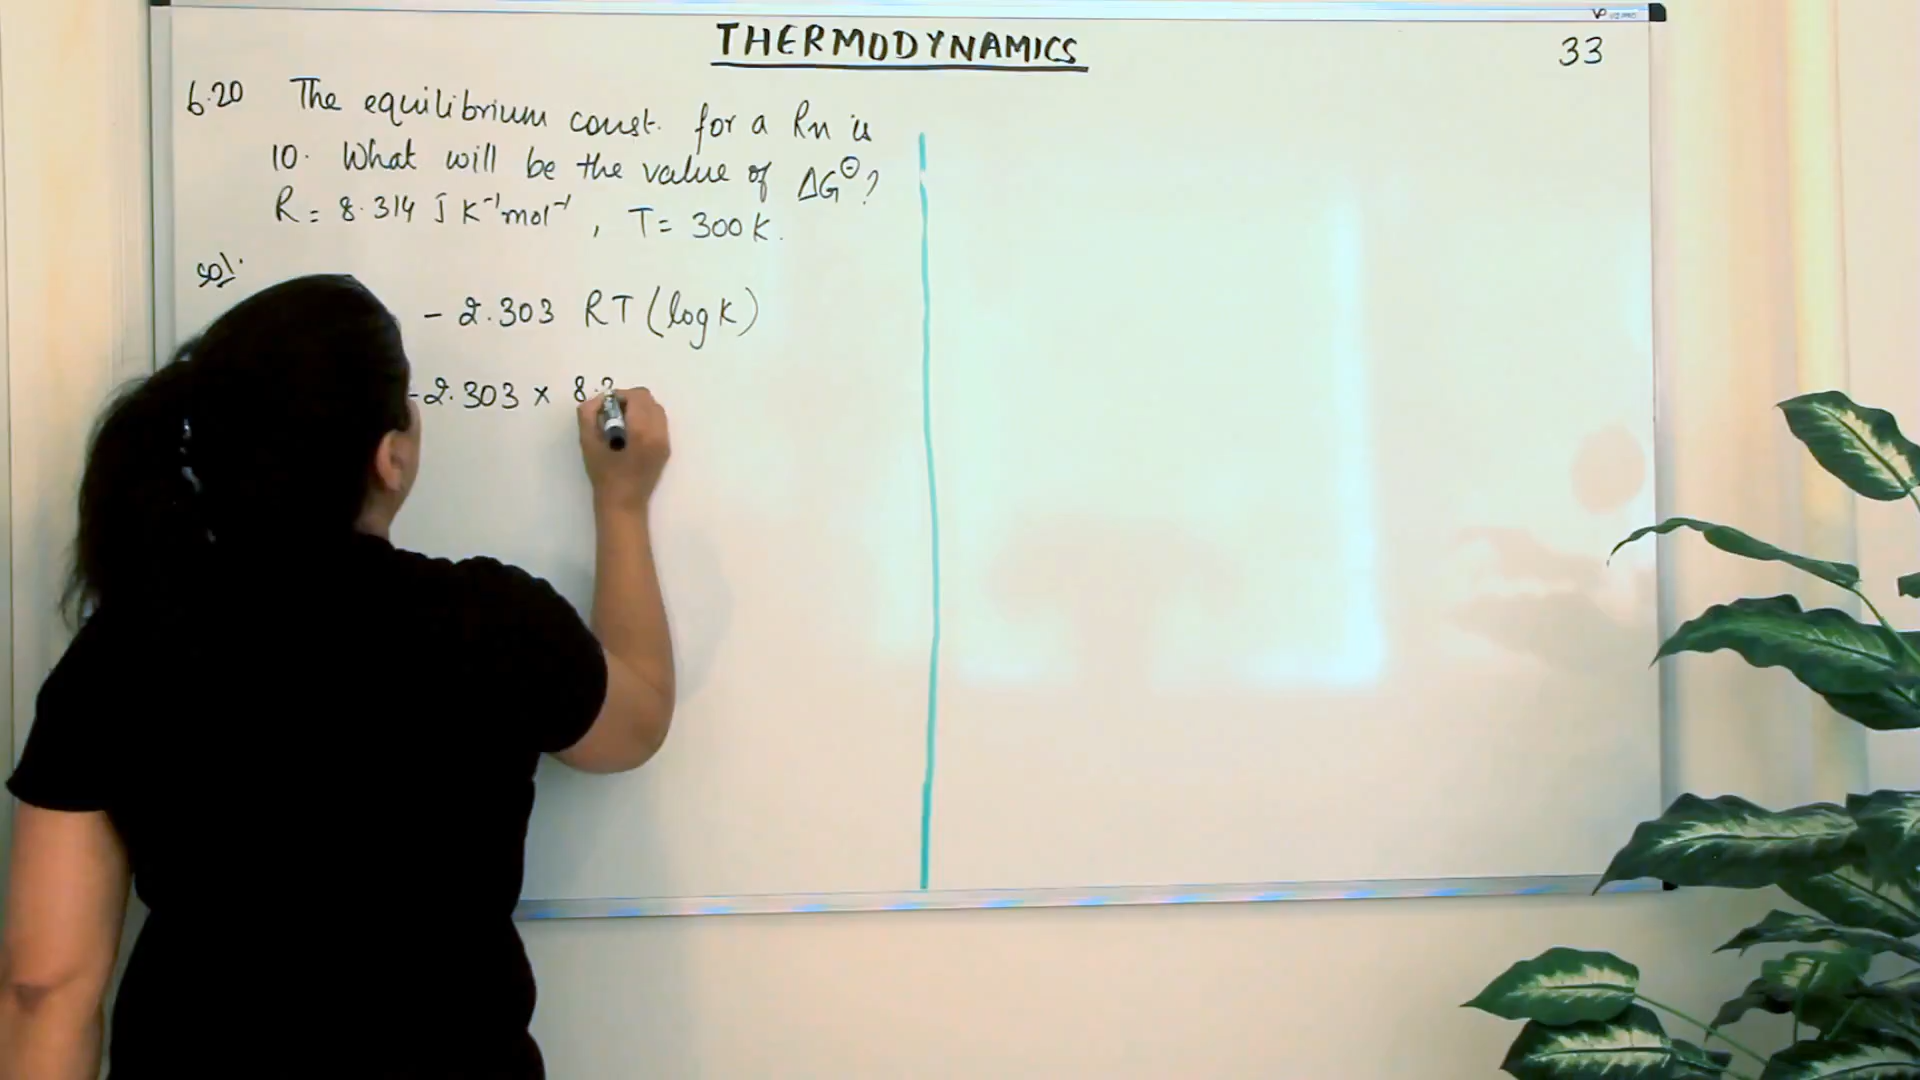 THERMODYNAMICS
33
6.20 The equilibrium const. for a Rn is
10. What will be the value of ΔG⊖?
R = 8.314 J K⁻¹ mol⁻¹, T = 300 K.
Sol.
- 2.303 RT (log K)
- 2.303 × 8.3